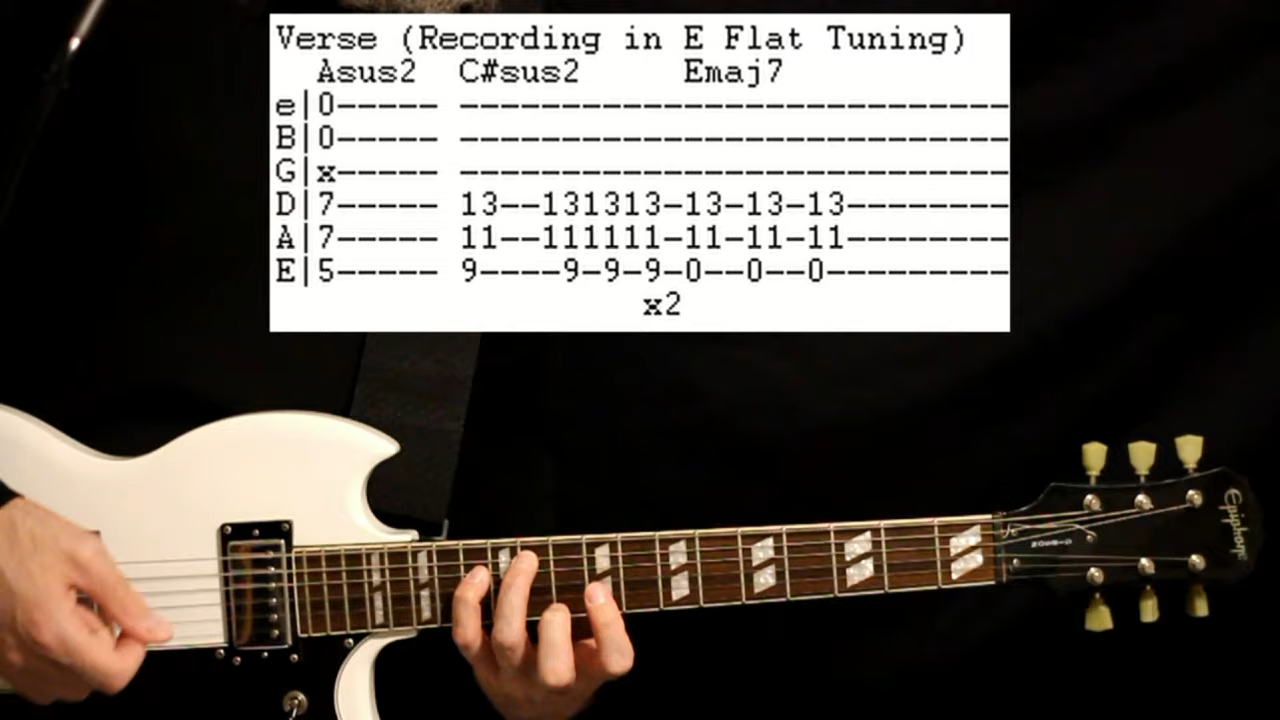 Verse (Recording in E Flat Tuning)
Asus2 C#sus2 Emaj7
e|0----- ---------------------------
B|0----- ---------------------------
G|x----- ---------------------------
D|7----- 13--131313-13-13-13--------
A|7----- 11--111111-11-11-11--------
E|5----- 9----9-9-9-0--0--0---------
x2
Epiphone